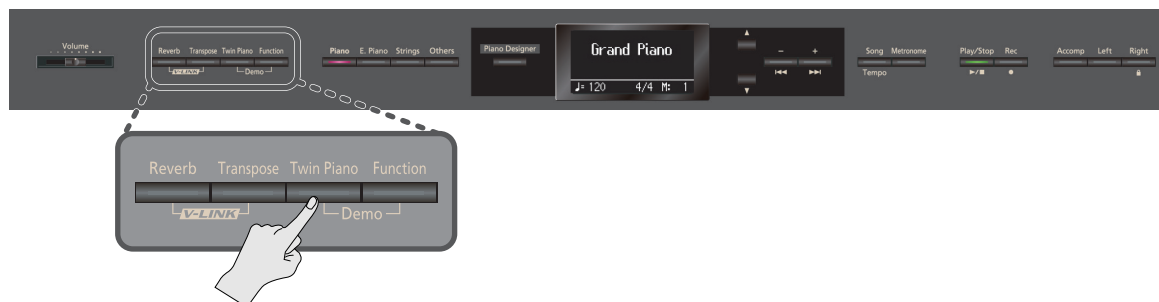 Volume
Reverb Transpose Twin Piano Function
V-LINK Demo
Piano E. Piano Strings Others
Piano Designer
Grand Piano
♩= 120 4/4 M: 1
− +
Song Metronome
Tempo
Play/Stop Rec
Accomp Left Right
Reverb Transpose Twin Piano Function
V-LINK Demo